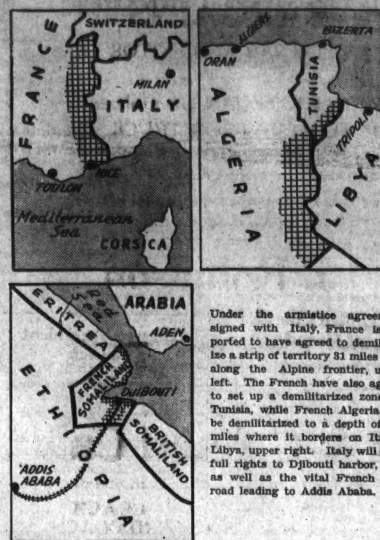 SWITZERLAND
FRANCE
MILAN
ITALY
NICE
TOULON
Mediterranean
Sea
CORSICA
ALGIERS
BIZERTA
ORAN
TUNISIA
TRIPOLI
ALGERIA
LIBYA
Red
Sea
ARABIA
ERITREA
ADEN
FRENCH
SOMALILAND
DJIBOUTI
ETHIOPIA
BRITISH
SOMALILAND
ADDIS
ABABA
Under the armistice agreem
signed with Italy, France is
ported to have agreed to demil
ize a strip of territory 31 miles
along the Alpine frontier, u
left. The French have also ag
to set up a demilitarized zone
Tunisia, while French Algeria
be demilitarized to a depth of
miles where it borders on It
Libya, upper right. Italy will
full rights to Djibouti harbor,
as well as the vital French
road leading to Addis Ababa.